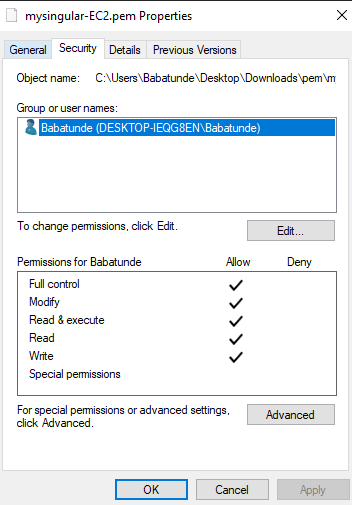 mysingular-EC2.pem Properties
General Security Details Previous Versions
Object name: C:\Users\Babatunde\Desktop\Downloads\pem\my
Group or user names:
Babatunde (DESKTOP-IEQG8EN\Babatunde)
To change permissions, click Edit. Edit...
Permissions for Babatunde Allow Deny
Full control
Modify
Read & execute
Read
Write
Special permissions
For special permissions or advanced settings, Advanced
click Advanced.
OK Cancel Apply